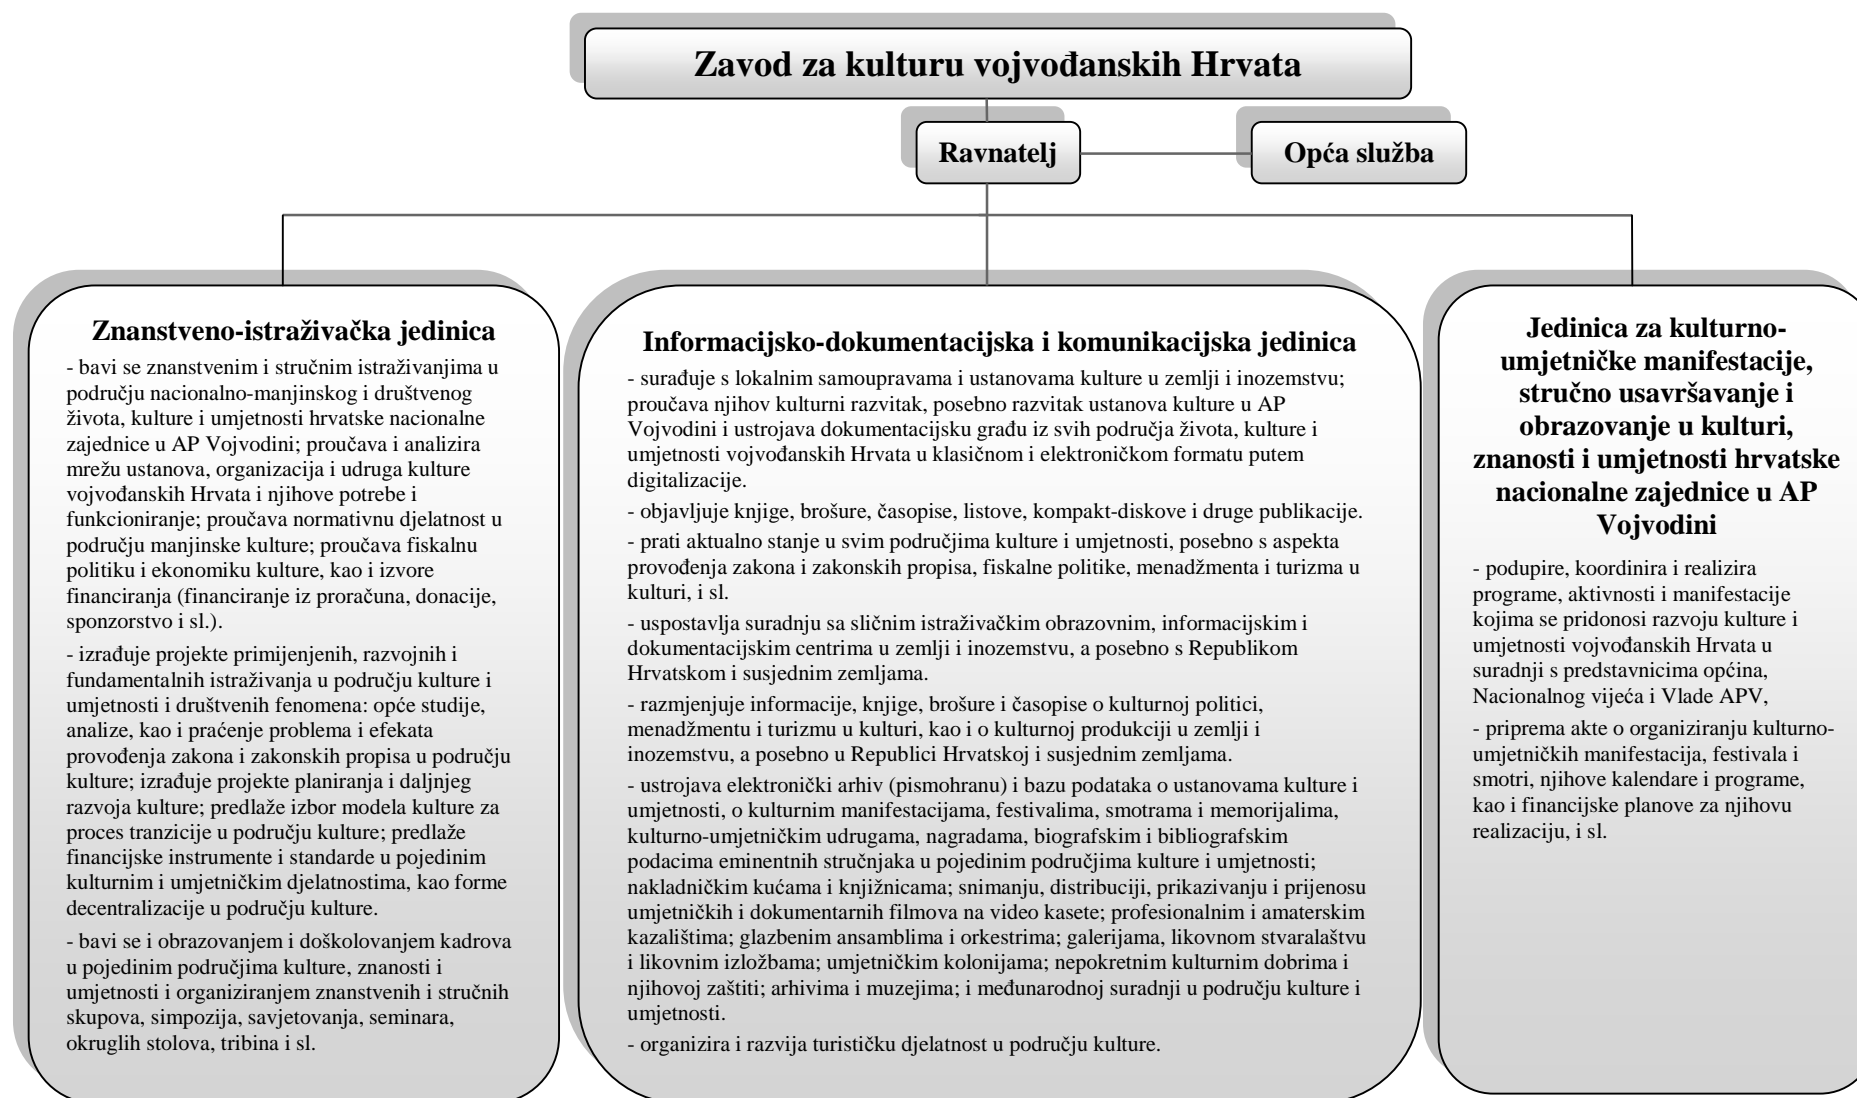 Zavod za kulturu vojvođanskih Hrvata
Ravnatelj
Opća služba
Znanstveno-istraživačka jedinica
- bavi se znanstvenim i stručnim istraživanjima u
području nacionalno-manjinskog i društvenog
života, kulture i umjetnosti hrvatske nacionalne
zajednice u AP Vojvodini; proučava i analizira
mrežu ustanova, organizacija i udruga kulture
vojvođanskih Hrvata i njihove potrebe i
funkcioniranje; proučava normativnu djelatnost u
području manjinske kulture; proučava fiskalnu
politiku i ekonomiku kulture, kao i izvore
financiranja (financiranje iz proračuna, donacije,
sponzorstvo i sl.).
- izrađuje projekte primijenjenih, razvojnih i
fundamentalnih istraživanja u području kulture i
umjetnosti i društvenih fenomena: opće studije,
analize, kao i praćenje problema i efekata
provođenja zakona i zakonskih propisa u području
kulture; izrađuje projekte planiranja i daljnjeg
razvoja kulture; predlaže izbor modela kulture za
proces tranzicije u području kulture; predlaže
financijske instrumente i standarde u pojedinim
kulturnim i umjetničkim djelatnostima, kao forme
decentralizacije u području kulture.
- bavi se i obrazovanjem i doškolovanjem kadrova
u pojedinim područjima kulture, znanosti i
umjetnosti i organiziranjem znanstvenih i stručnih
skupova, simpozija, savjetovanja, seminara,
okruglih stolova, tribina i sl.
Informacijsko-dokumentacijska i komunikacijska jedinica
- surađuje s lokalnim samoupravama i ustanovama kulture u zemlji i inozemstvu;
proučava njihov kulturni razvitak, posebno razvitak ustanova kulture u AP
Vojvodini i ustrojava dokumentacijsku građu iz svih područja života, kulture i
umjetnosti vojvođanskih Hrvata u klasičnom i elektroničkom formatu putem
digitalizacije.
- objavljuje knjige, brošure, časopise, listove, kompakt-diskove i druge publikacije.
- prati aktualno stanje u svim područjima kulture i umjetnosti, posebno s aspekta
provođenja zakona i zakonskih propisa, fiskalne politike, menadžmenta i turizma u
kulturi, i sl.
- uspostavlja suradnju sa sličnim istraživačkim obrazovnim, informacijskim i
dokumentacijskim centrima u zemlji i inozemstvu, a posebno s Republikom
Hrvatskom i susjednim zemljama.
- razmjenjuje informacije, knjige, brošure i časopise o kulturnoj politici,
menadžmentu i turizmu u kulturi, kao i o kulturnoj produkciji u zemlji i
inozemstvu, a posebno u Republici Hrvatskoj i susjednim zemljama.
- ustrojava elektronički arhiv (pismohranu) i bazu podataka o ustanovama kulture i
umjetnosti, o kulturnim manifestacijama, festivalima, smotrama i memorijalima,
kulturno-umjetničkim udrugama, nagradama, biografskim i bibliografskim
podacima eminentnih stručnjaka u pojedinim područjima kulture i umjetnosti;
nakladničkim kućama i knjižnicama; snimanju, distribuciji, prikazivanju i prijenosu
umjetničkih i dokumentarnih filmova na video kasete; profesionalnim i amaterskim
kazalištima; glazbenim ansamblima i orkestrima; galerijama, likovnom stvaralaštvu
i likovnim izložbama; umjetničkim kolonijama; nepokretnim kulturnim dobrima i
njihovoj zaštiti; arhivima i muzejima; i međunarodnoj suradnji u području kulture i
umjetnosti.
- organizira i razvija turističku djelatnost u području kulture.
Jedinica za kulturno-
umjetničke manifestacije,
stručno usavršavanje i
obrazovanje u kulturi,
znanosti i umjetnosti hrvatske
nacionalne zajednice u AP
Vojvodini
- podupire, koordinira i realizira
programe, aktivnosti i manifestacije
kojima se pridonosi razvoju kulture i
umjetnosti vojvođanskih Hrvata u
suradnji s predstavnicima općina,
Nacionalnog vijeća i Vlade APV,
- priprema akte o organiziranju kulturno-
umjetničkih manifestacija, festivala i
smotri, njihove kalendare i programe,
kao i financijske planove za njihovu
realizaciju, i sl.